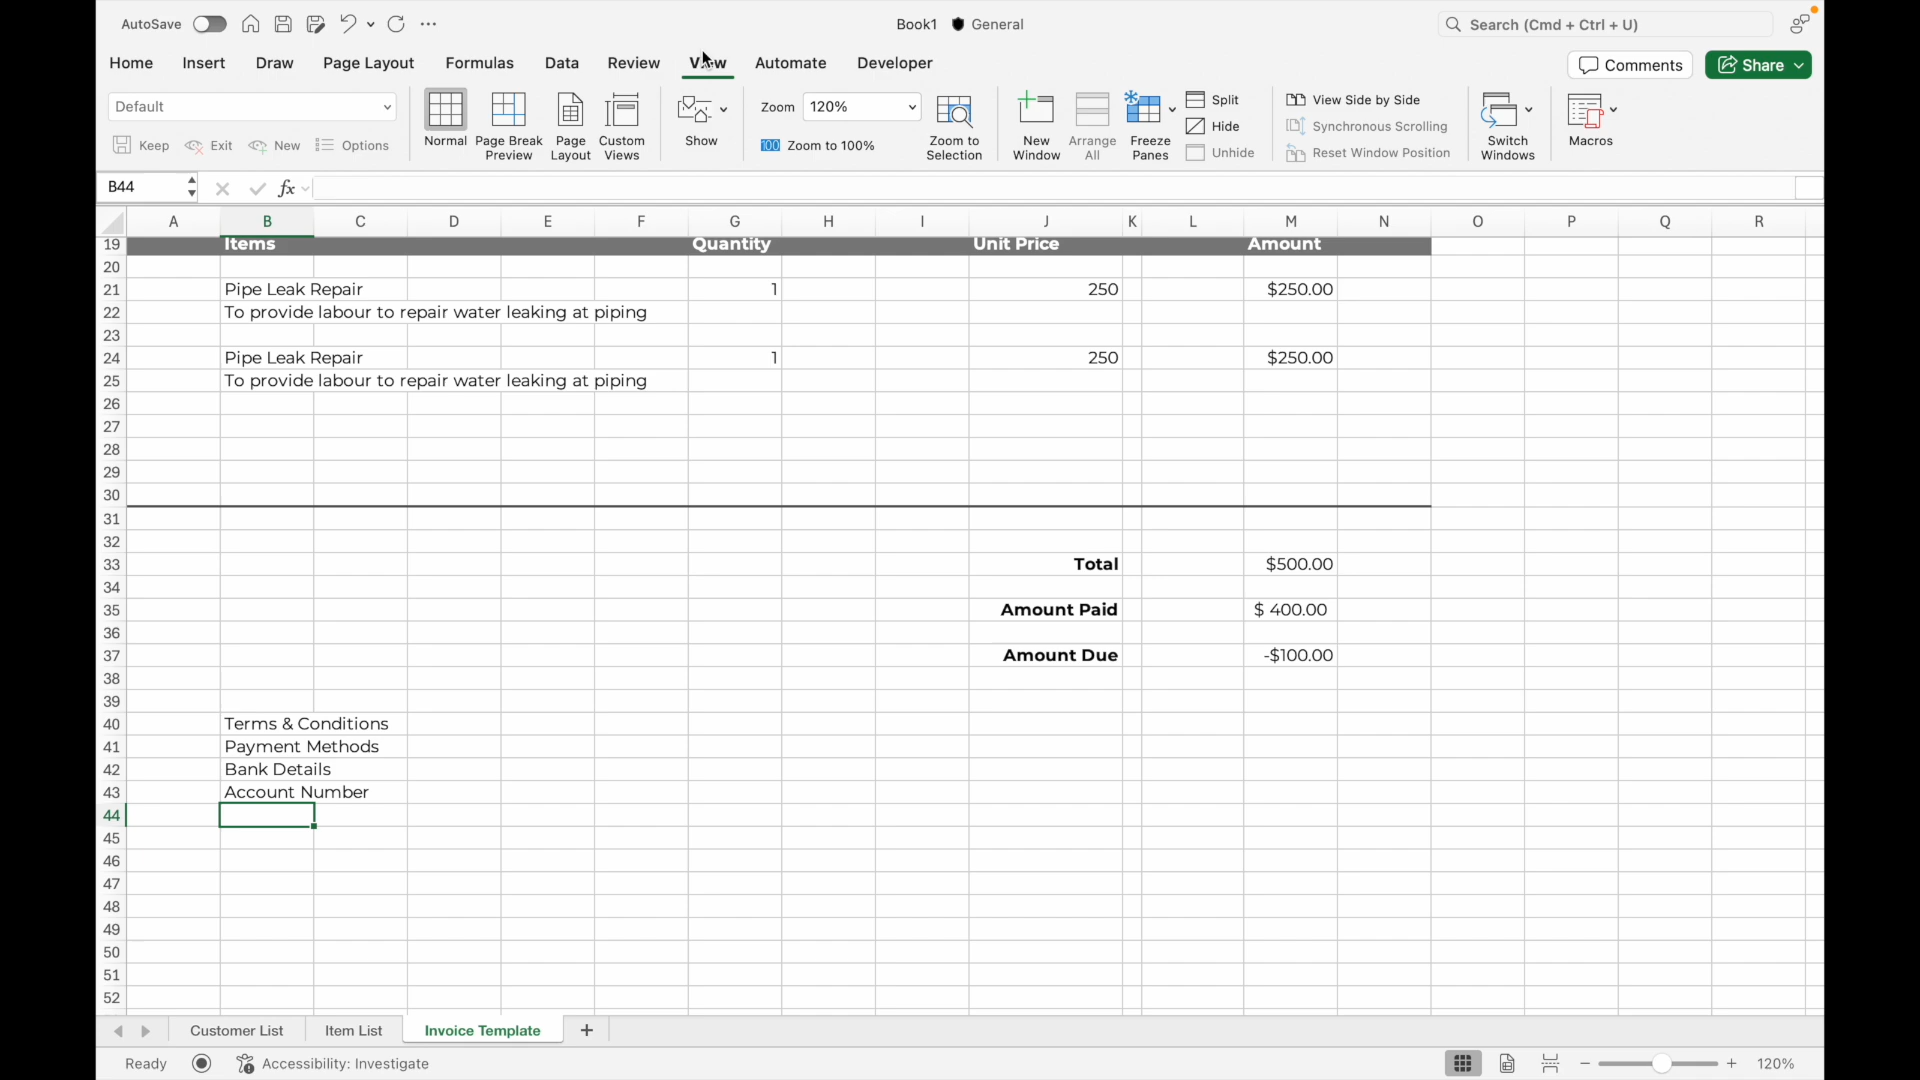 AutoSave
Book1 General
Search (Cmd + Ctrl + U)
Home Insert Draw Page Layout Formulas Data Review View Automate Developer
Comments Share
Default
Keep Exit New Options
Normal
Page Break Preview
Page Layout
Custom Views
Show
Zoom 120%
100 Zoom to 100%
Zoom to Selection
New Window
Arrange All
Freeze Panes
Split
Hide
Unhide
View Side by Side
Synchronous Scrolling
Reset Window Position
Switch Windows
Macros
B44 fx
A B C D E F G H I J K L M N O P Q R
19 Items Quantity Unit Price Amount
20
21 Pipe Leak Repair 1 250 $250.00
22 To provide labour to repair water leaking at piping
23
24 Pipe Leak Repair 1 250 $250.00
25 To provide labour to repair water leaking at piping
26
27
28
29
30
31
32
33 Total $500.00
34
35 Amount Paid $ 400.00
36
37 Amount Due -$100.00
38
39
40 Terms & Conditions
41 Payment Methods
42 Bank Details
43 Account Number
44
45
46
47
48
49
50
51
52
Customer List Item List Invoice Template +
Ready Accessibility: Investigate 120%